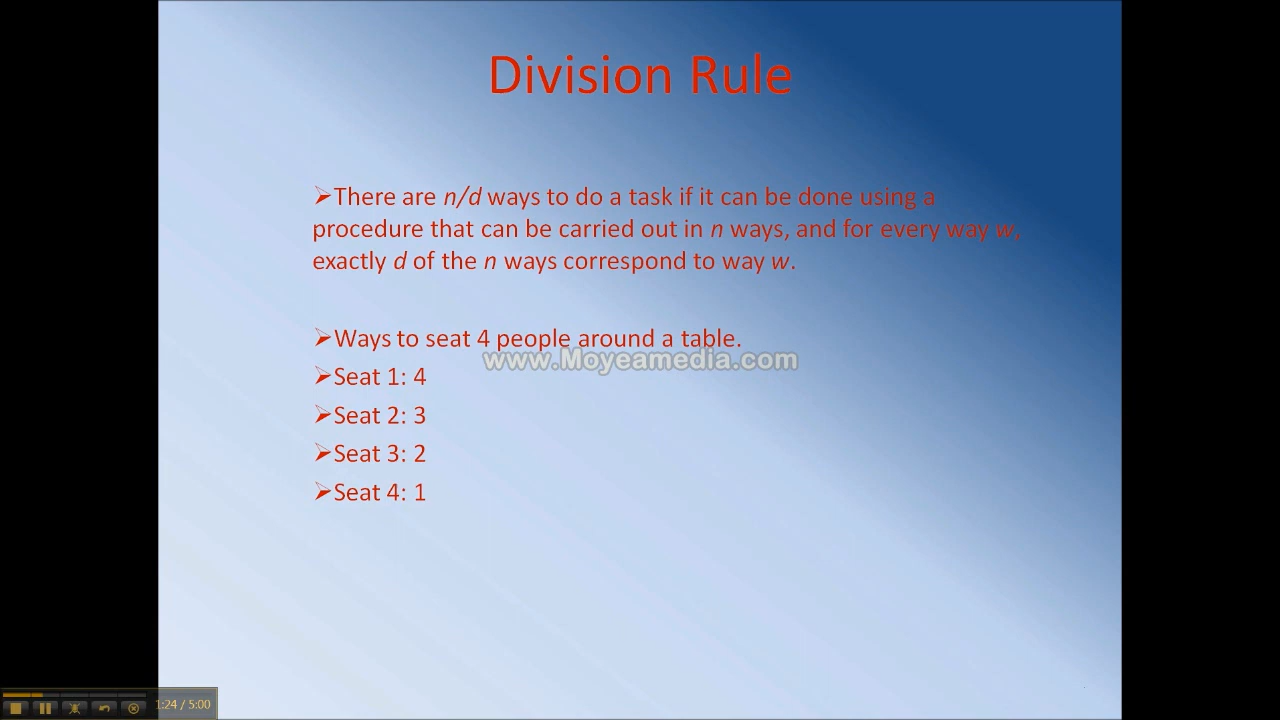 Division Rule
➢There are n/d ways to do a task if it can be done using a
procedure that can be carried out in n ways, and for every way w,
exactly d of the n ways correspond to way w.
➢Ways to seat 4 people around a table.
www.Moyeamedia.com
➢Seat 1: 4
➢Seat 2: 3
➢Seat 3: 2
➢Seat 4: 1
1:24 / 5:00